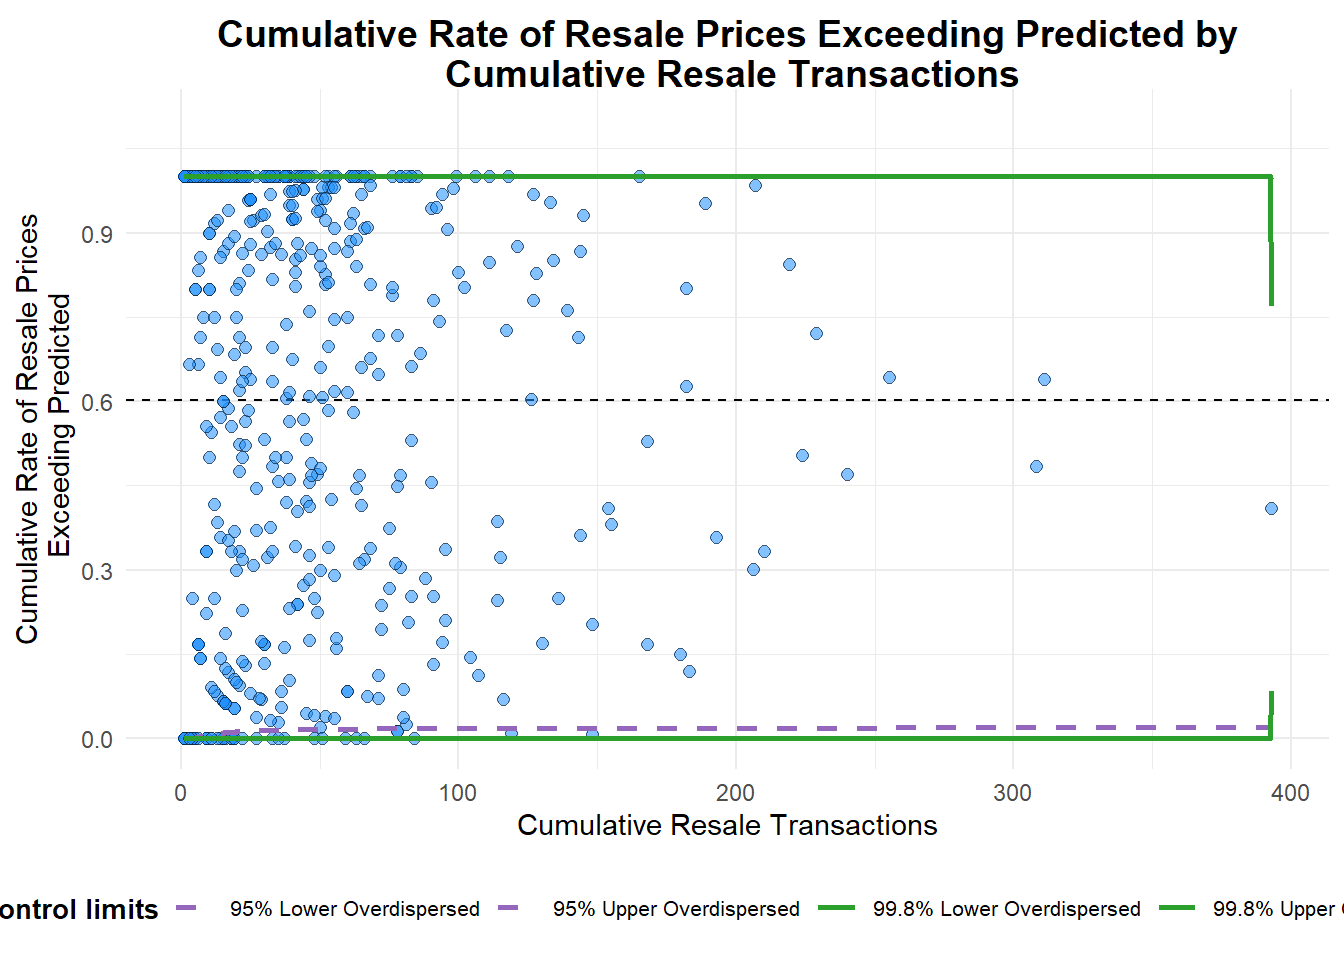 Cumulative Rate of Resale Prices Exceeding Predicted by
Cumulative Resale Transactions
Cumulative Rate of Resale Prices
Exceeding Predicted
0.9
0.6
0.3
0.0
0 100 200 300 400
Cumulative Resale Transactions
ontrol limits 95% Lower Overdispersed 95% Upper Overdispersed 99.8% Lower Overdispersed 99.8% Upper